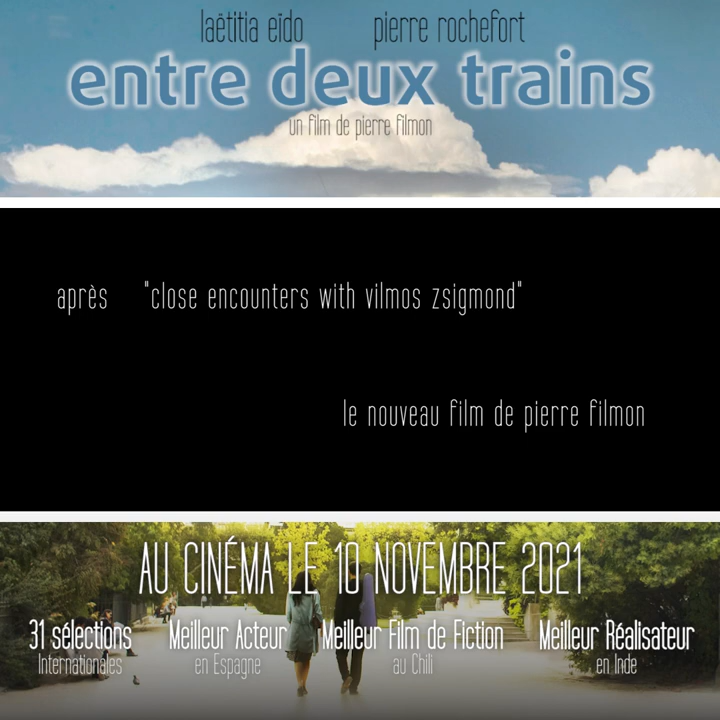 laëtitia eïdo pierre rochefort
entre deux trains
un film de pierre filmon
après "close encounters with vilmos zsigmond"
le nouveau film de pierre filmon
AU CINÉMA LE 10 NOVEMBRE 2021
31 sélections Meilleur Acteur Meilleur Film de Fiction Meilleur Réalisateur
Internationales en Espagne au Chili en Inde